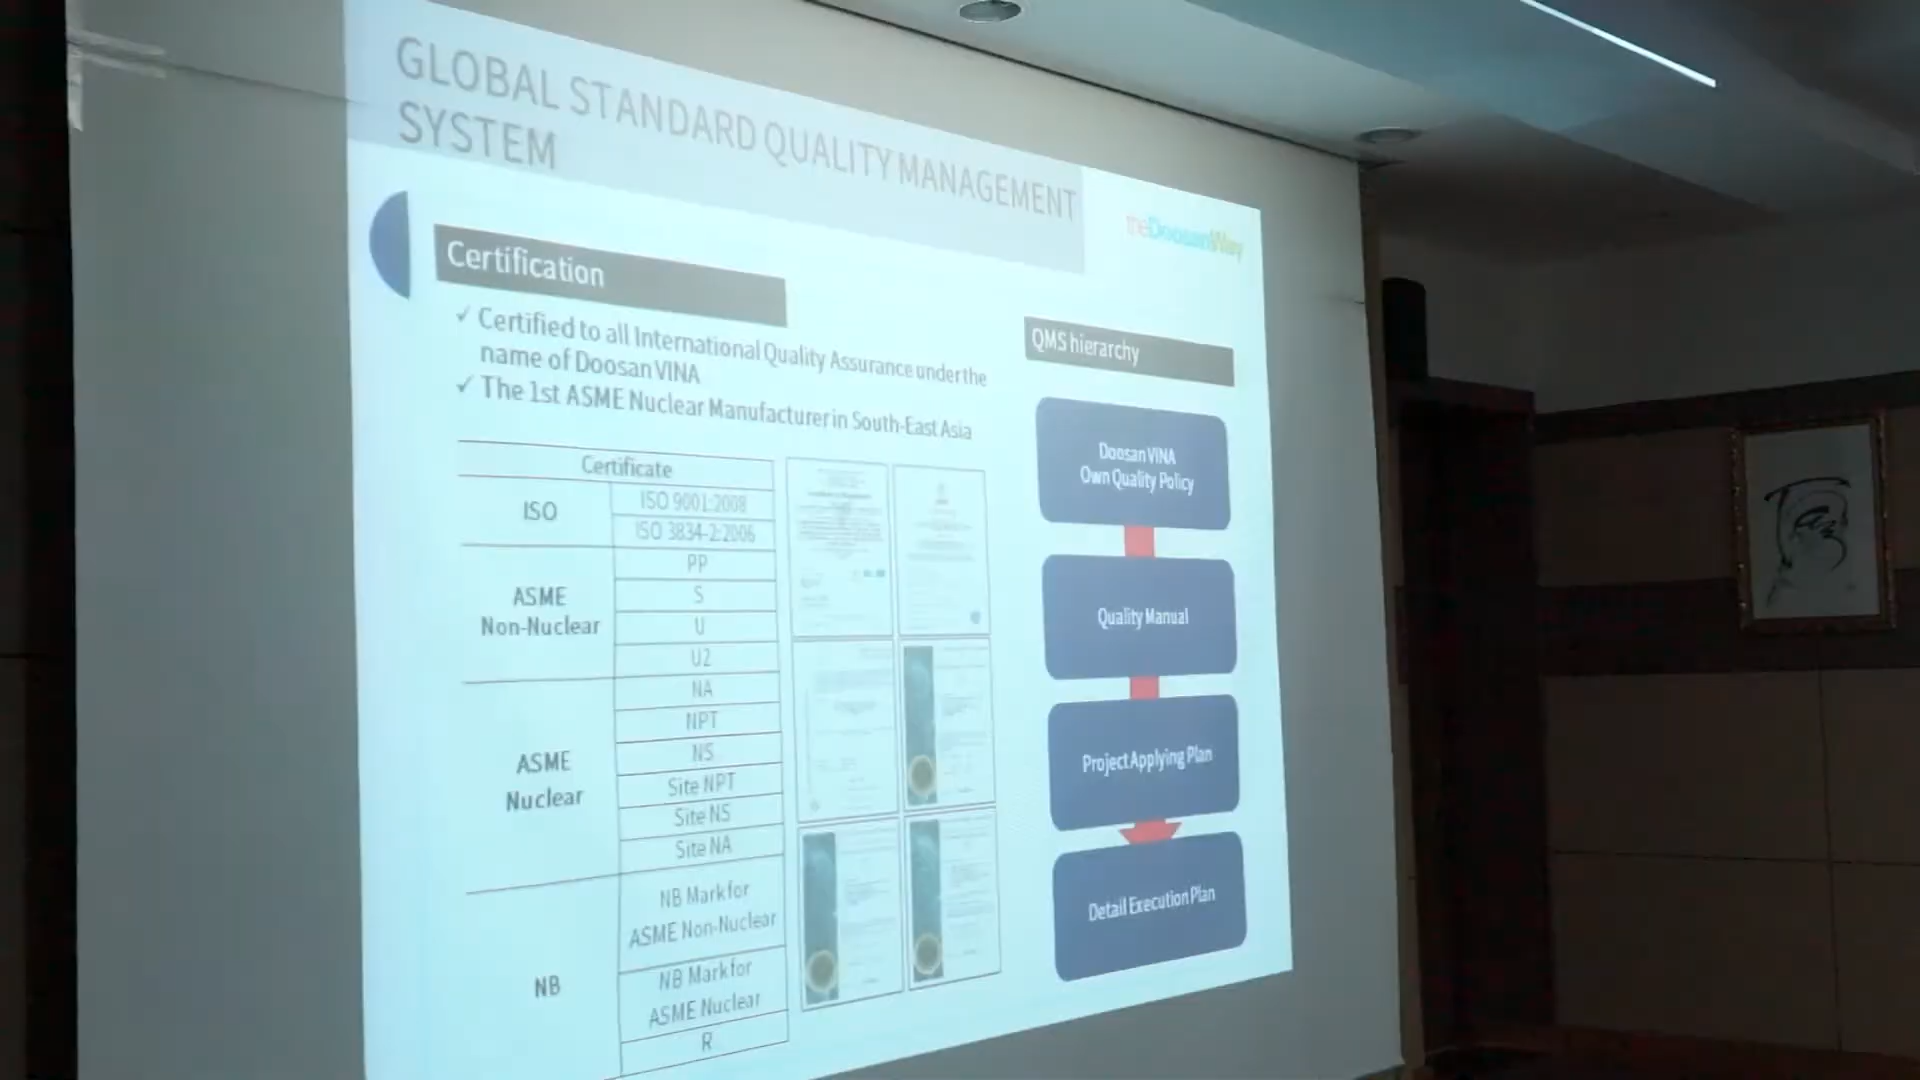 GLOBAL STANDARD QUALITY MANAGEMENT
SYSTEM
theDoosanWay
Certification
✓ Certified to all International Quality Assurance under the
name of Doosan VINA
✓ The 1st ASME Nuclear Manufacturer in South-East Asia
Certificate
ISO
ISO 9001:2008
ISO 3834-2:2006
ASME
Non-Nuclear
PP
S
U
U2
ASME
Nuclear
NA
NPT
NS
Site NPT
Site NS
Site NA
NB
NB Mark for
ASME Non-Nuclear
NB Mark for
ASME Nuclear
R
QMS hierarchy
Doosan VINA
Own Quality Policy
Quality Manual
Project Applying Plan
Detail Execution Plan